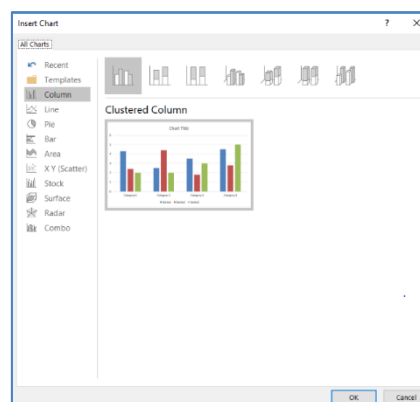 Insert Chart
All Charts
Recent
Templates
Column
Line
Pie
Bar
Area
X Y (Scatter)
Stock
Surface
Radar
Combo
Clustered Column
Chart Title
OK
Cancel